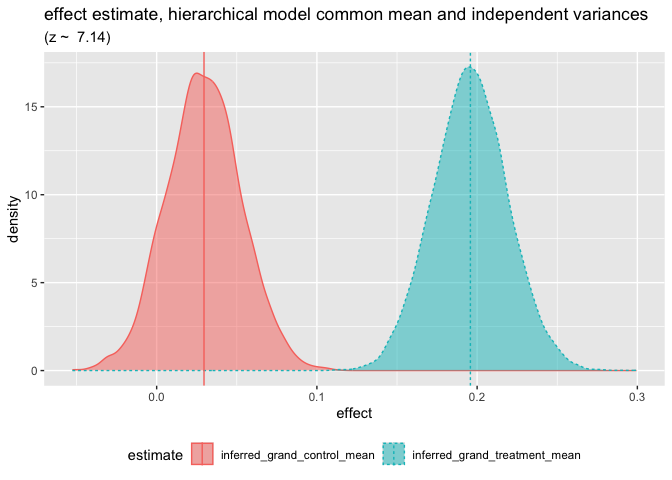 effect estimate, hierarchical model common mean and independent variances
(z ~  7.14)
15
10
5
0
density
0.0 0.1 0.2 0.3
effect
estimate inferred_grand_control_mean inferred_grand_treatment_mean